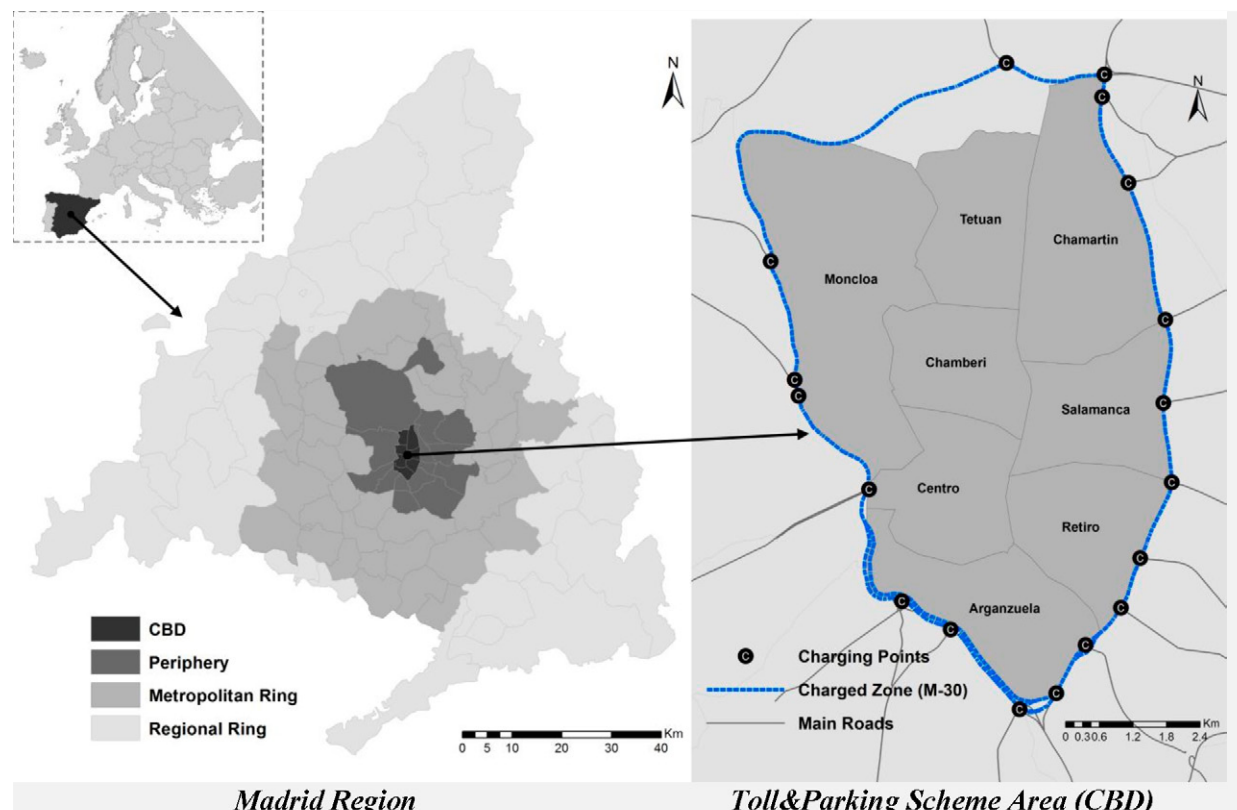 N
CBD
Periphery
Metropolitan Ring
Regional Ring
Km
0 5 10 20 30 40
Madrid Region
N
C
C
C
C
Tetuan
Chamartin
C
Moncloa
C
Chamberi
C
C
Salamanca
C
C
Centro
C
Retiro
C
C
C
Arganzuela
C
C
C
C
C Charging Points
Charged Zone (M-30)
Main Roads
Km
0 0.30.6 1.2 1.8 2.4
Toll&Parking Scheme Area (CBD)